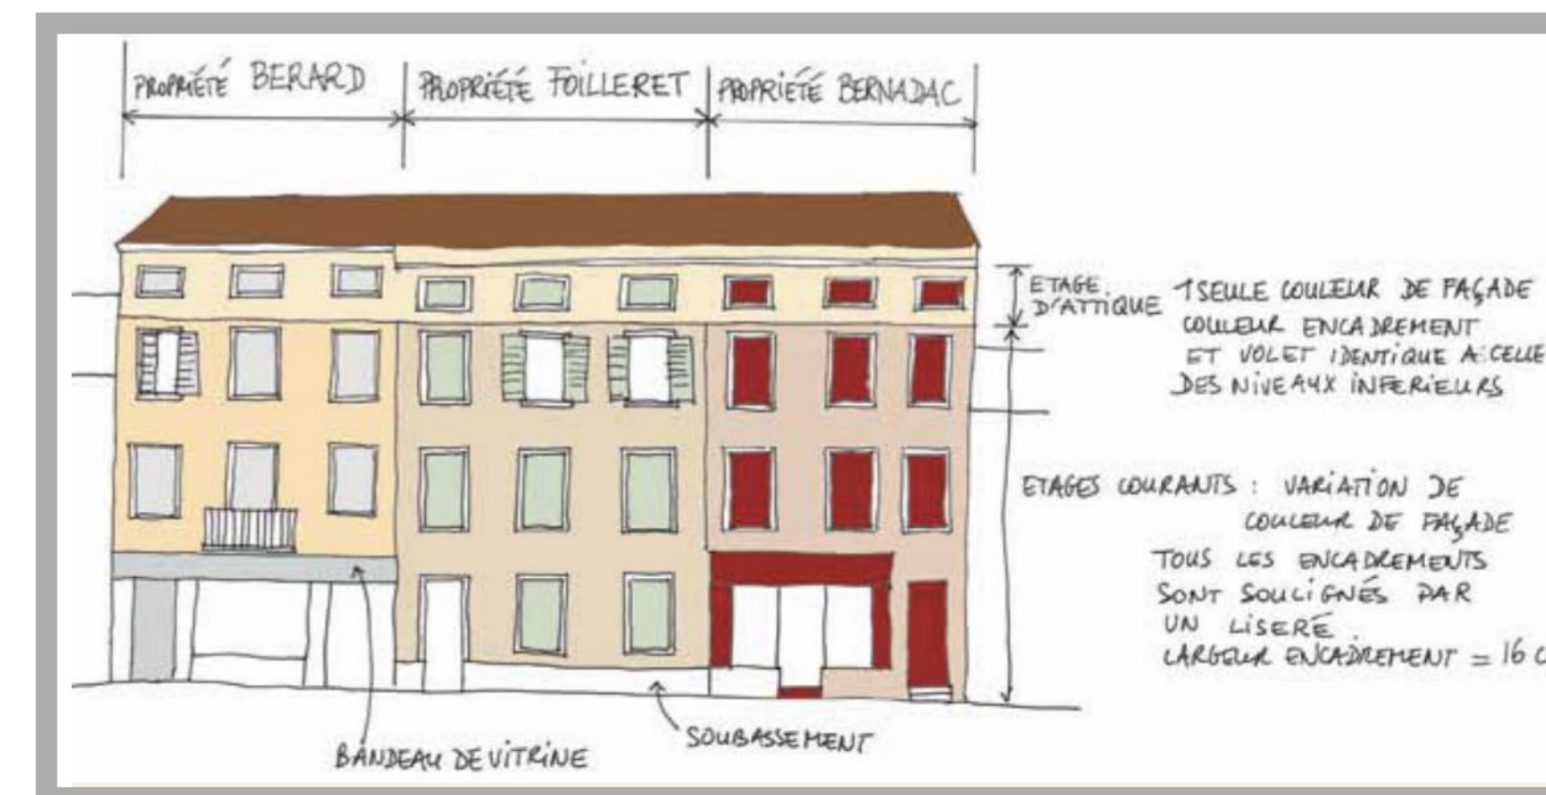 PROPRIÉTÉ BERARD
PROPRIÉTÉ FOILLERET
PROPRIÉTÉ BERNADAC
ETAGE
D'ATTIQUE
1 SEULE COULEUR DE FAÇADE
COULEUR ENCADREMENT
ET VOLET IDENTIQUE A CELLE
DES NIVEAUX INFERIEURS
ETAGES COURANTS : VARIATION DE
COULEUR DE FAÇADE
TOUS LES ENCADREMENTS
SONT SOULIGNÉS PAR
UN LISERÉ
LARGEUR ENCADREMENT = 16 C
BANDEAU DE VITRINE
SOUBASSEMENT